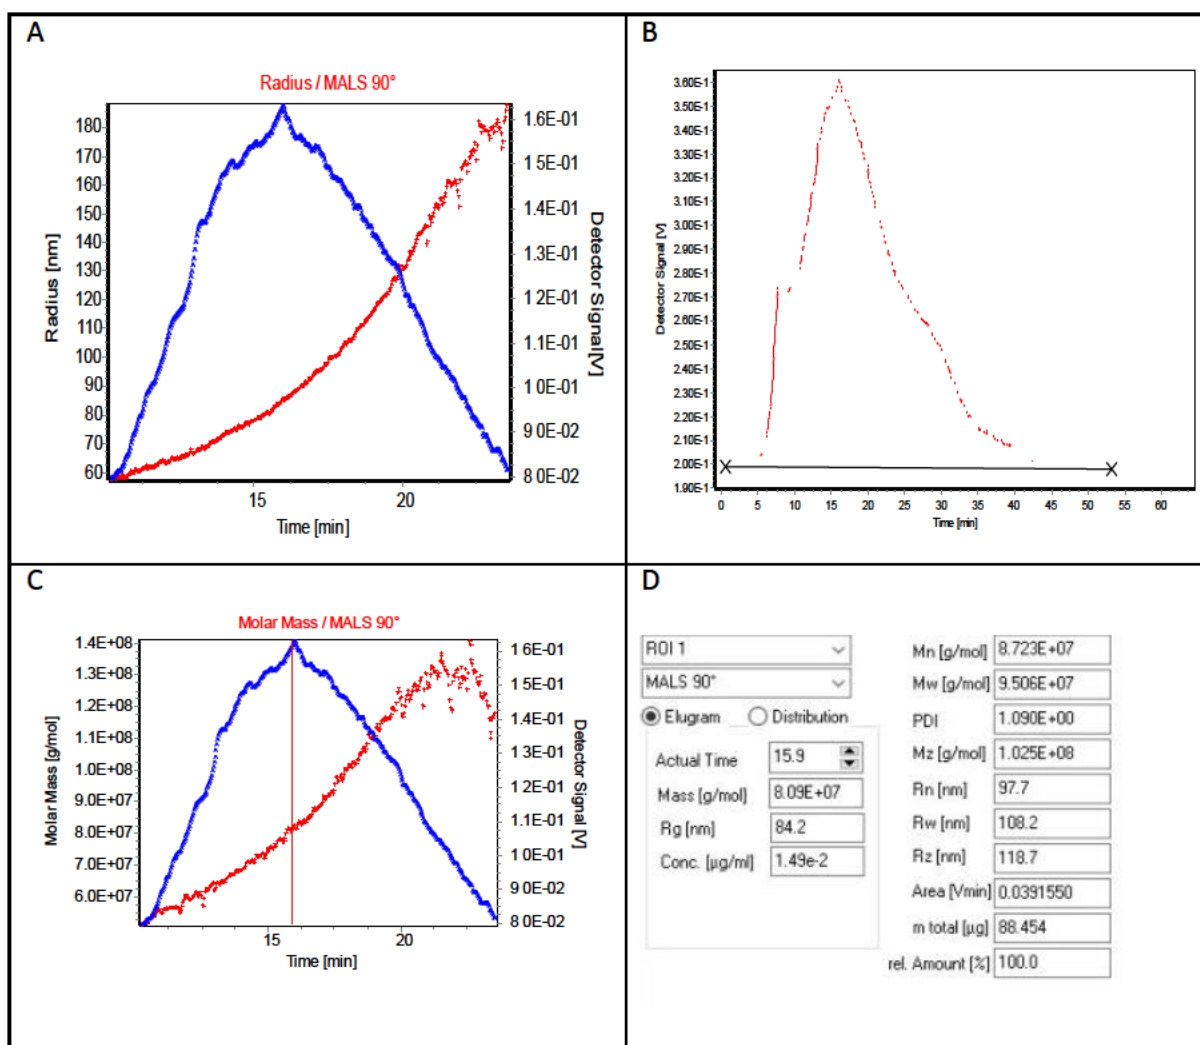 A
Radius / MALS 90°
180
170
160
150
140
130
120
110
100
90
80
70
60
Radius [nm]
1.6E-01
1.5E-01
1.4E-01
1.3E-01
1.2E-01
1.1E-01
1.0E-01
9.0E-02
8.0E-02
Detector Signal[V]
15 20
Time [min]
B
3.60E-1
3.50E-1
3.40E-1
3.30E-1
3.20E-1
3.10E-1
3.00E-1
2.90E-1
2.80E-1
2.70E-1
2.60E-1
2.50E-1
2.40E-1
2.30E-1
2.20E-1
2.10E-1
2.00E-1
1.90E-1
Detector Signal [V]
0 5 10 15 20 25 30 35 40 45 50 55 60
Time [min]
C
Molar Mass / MALS 90°
1.4E+08
1.3E+08
1.2E+08
1.1E+08
1.0E+08
9.0E+07
8.0E+07
7.0E+07
6.0E+07
Molar Mass [g/mol]
1.6E-01
1.5E-01
1.4E-01
1.3E-01
1.2E-01
1.1E-01
1.0E-01
9.0E-02
8.0E-02
Detector Signal [V]
15 20
Time [min]
D
ROI 1
MALS 90°
Elugram Distribution
Actual Time 15.9
Mass [g/mol] 8.09E+07
Rg [nm] 84.2
Conc. [µg/ml] 1.49e-2
Mn [g/mol] 8.723E+07
Mw [g/mol] 9.506E+07
PDI 1.090E+00
Mz [g/mol] 1.025E+08
Rn [nm] 97.7
Rw [nm] 108.2
Rz [nm] 118.7
Area [V/min] 0.0391550
m total [µg] 88.454
rel. Amount [%] 100.0